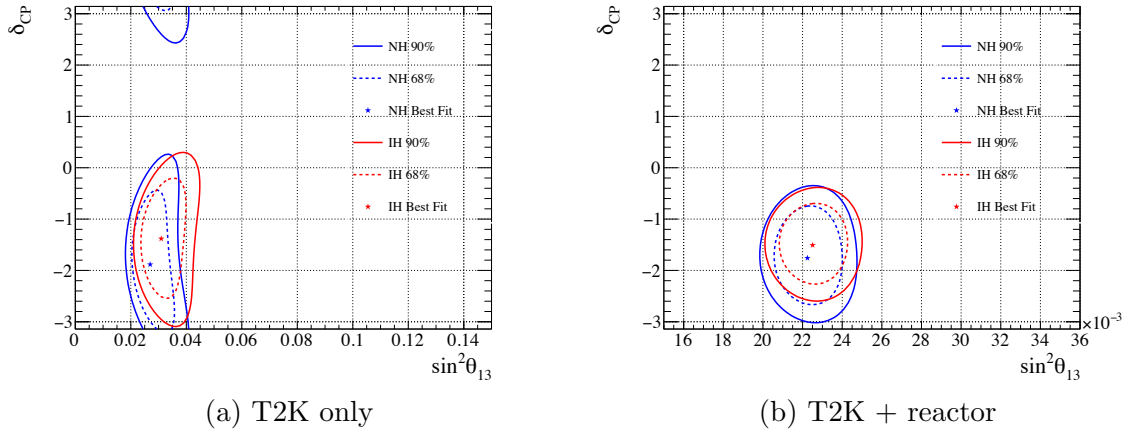 δCP
3
2
1
0
−1
−2
−3
NH 90%
NH 68%
NH Best Fit
IH 90%
IH 68%
IH Best Fit
0 0.02 0.04 0.06 0.08 0.1 0.12 0.14
sin²θ₁₃
(a) T2K only
δCP
3
2
1
0
−1
−2
−3
NH 90%
NH 68%
NH Best Fit
IH 90%
IH 68%
IH Best Fit
×10⁻³
16 18 20 22 24 26 28 30 32 34 36
sin²θ₁₃
(b) T2K + reactor